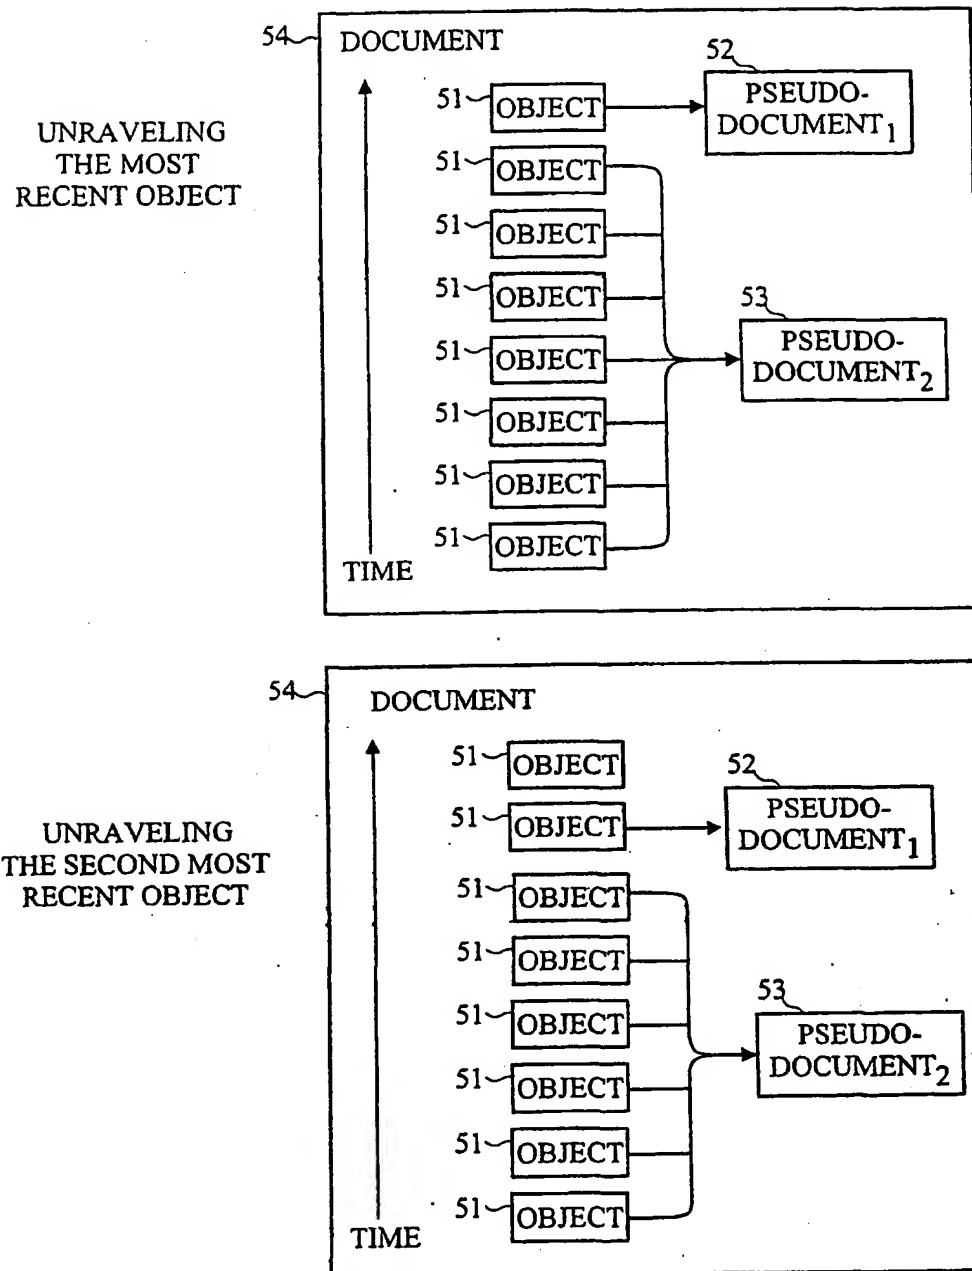 54
DOCUMENT
52
51 OBJECT
PSEUDO-
DOCUMENT1
UNRAVELING
THE MOST
RECENT OBJECT
51 OBJECT
51 OBJECT
51 OBJECT
53
51 OBJECT
PSEUDO-
DOCUMENT2
51 OBJECT
51 OBJECT
51 OBJECT
TIME
54
DOCUMENT
51 OBJECT
52
51 OBJECT
PSEUDO-
DOCUMENT1
UNRAVELING
THE SECOND MOST
RECENT OBJECT
51 OBJECT
51 OBJECT
51 OBJECT
53
PSEUDO-
DOCUMENT2
51 OBJECT
51 OBJECT
51 OBJECT
TIME